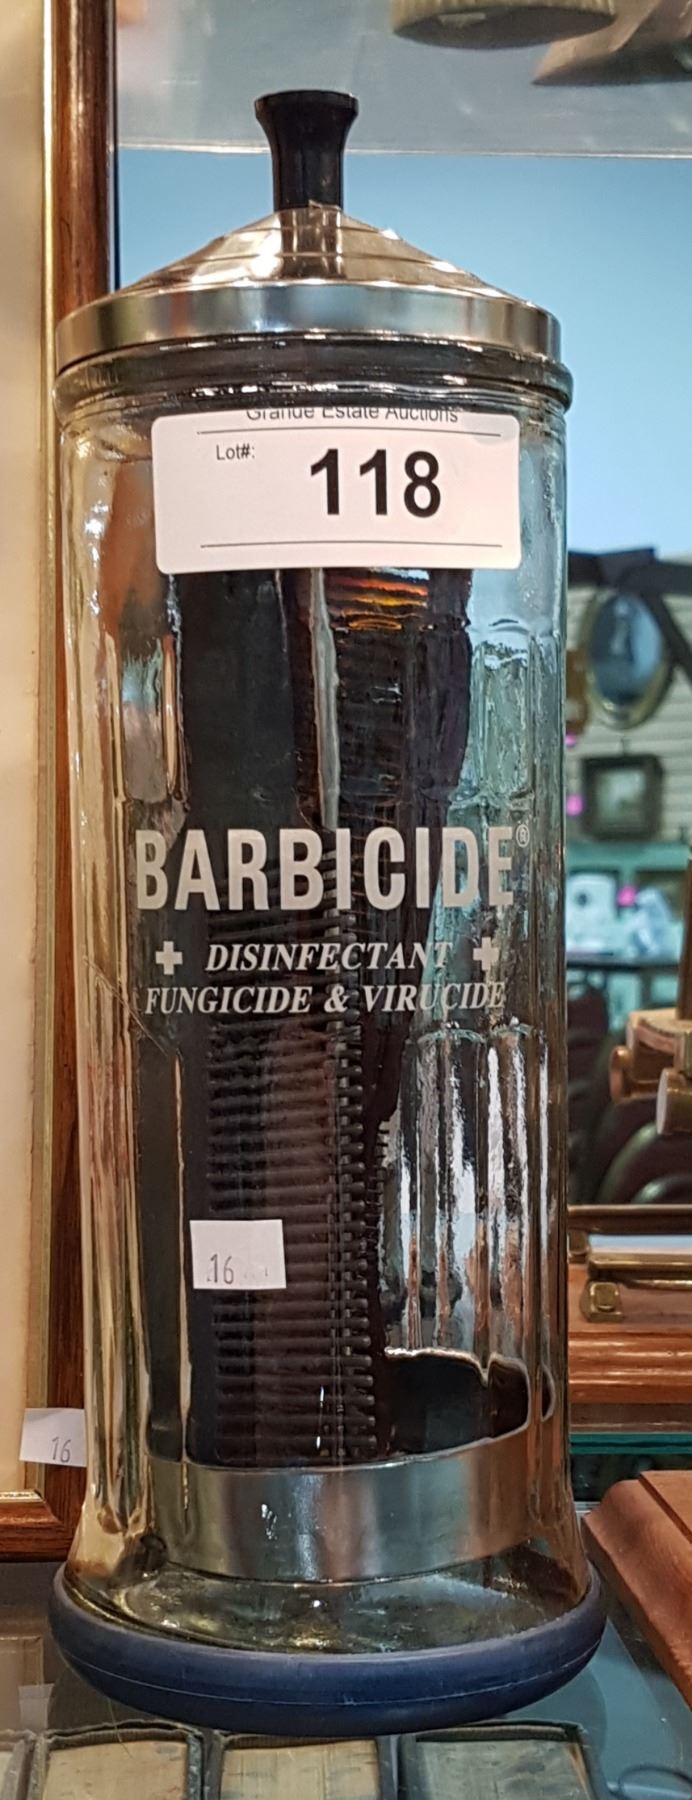 Grande Estate Auctions
Lot#: 118
BARBICIDE®
+ DISINFECTANT +
FUNGICIDE & VIRUCIDE
16
16